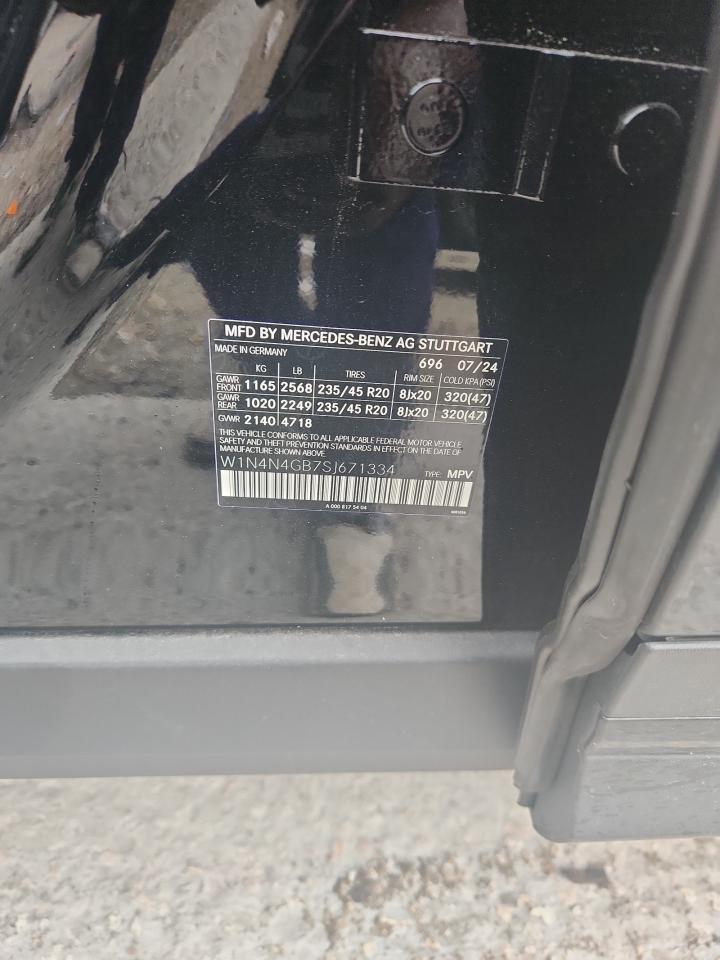 MFD BY MERCEDES-BENZ AG STUTTGART
MADE IN GERMANY 696 07/24
KG LB TIRES RIM SIZE COLD KPA (PSI)
GAWR FRONT 1165 2568 235/45 R20 8Jx20 320(47)
GAWR REAR 1020 2249 235/45 R20 8Jx20 320(47)
GVWR 2140 4718
THIS VEHICLE CONFORMS TO ALL APPLICABLE FEDERAL MOTOR VEHICLE
SAFETY AND THEFT PREVENTION STANDARDS IN EFFECT ON THE DATE OF
MANUFACTURE SHOWN ABOVE.
W1N4N4GB7SJ671334 TYPE: MPV
A 000 817 54 04